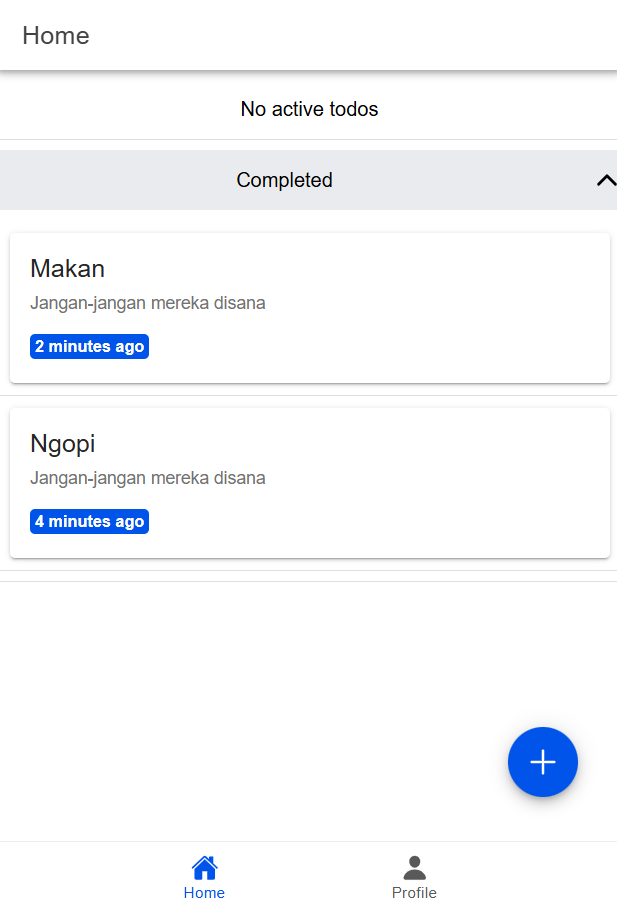 Home
No active todos
Completed
Makan
Jangan-jangan mereka disana
2 minutes ago
Ngopi
Jangan-jangan mereka disana
4 minutes ago
Home
Profile